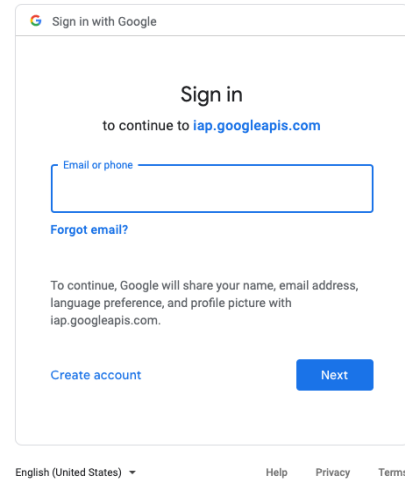 Sign in with Google
Sign in
to continue to iap.googleapis.com
Email or phone
Forgot email?
To continue, Google will share your name, email address,
language preference, and profile picture with
iap.googleapis.com.
Create account
Next
English (United States)
Help
Privacy
Terms